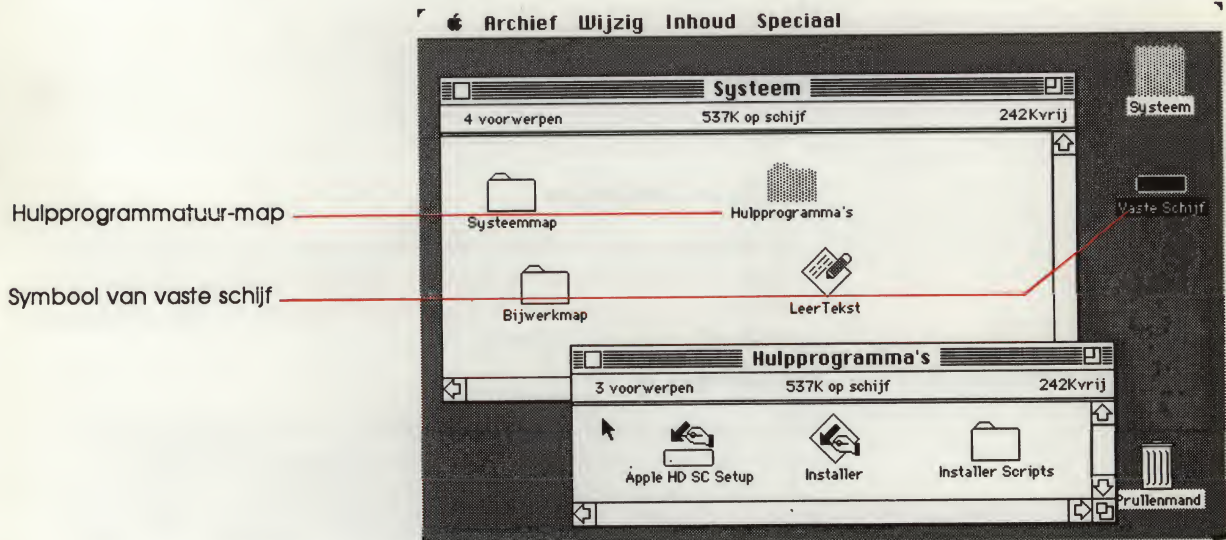 Archief Wijzig Inhoud Speciaal
Systeem
4 voorwerpen 537K op schijf 242Kvrij
Systeem
Systeemmap
Hulpprogramma's
Vaste Schijf
Hulpprogrammatuur-map
Symbool van vaste schijf
Bijwerkmap
LeerTekst
Hulpprogramma's
3 voorwerpen 537K op schijf 242Kvrij
Apple HD SC Setup
Installer
Installer Scripts
Prullenmand